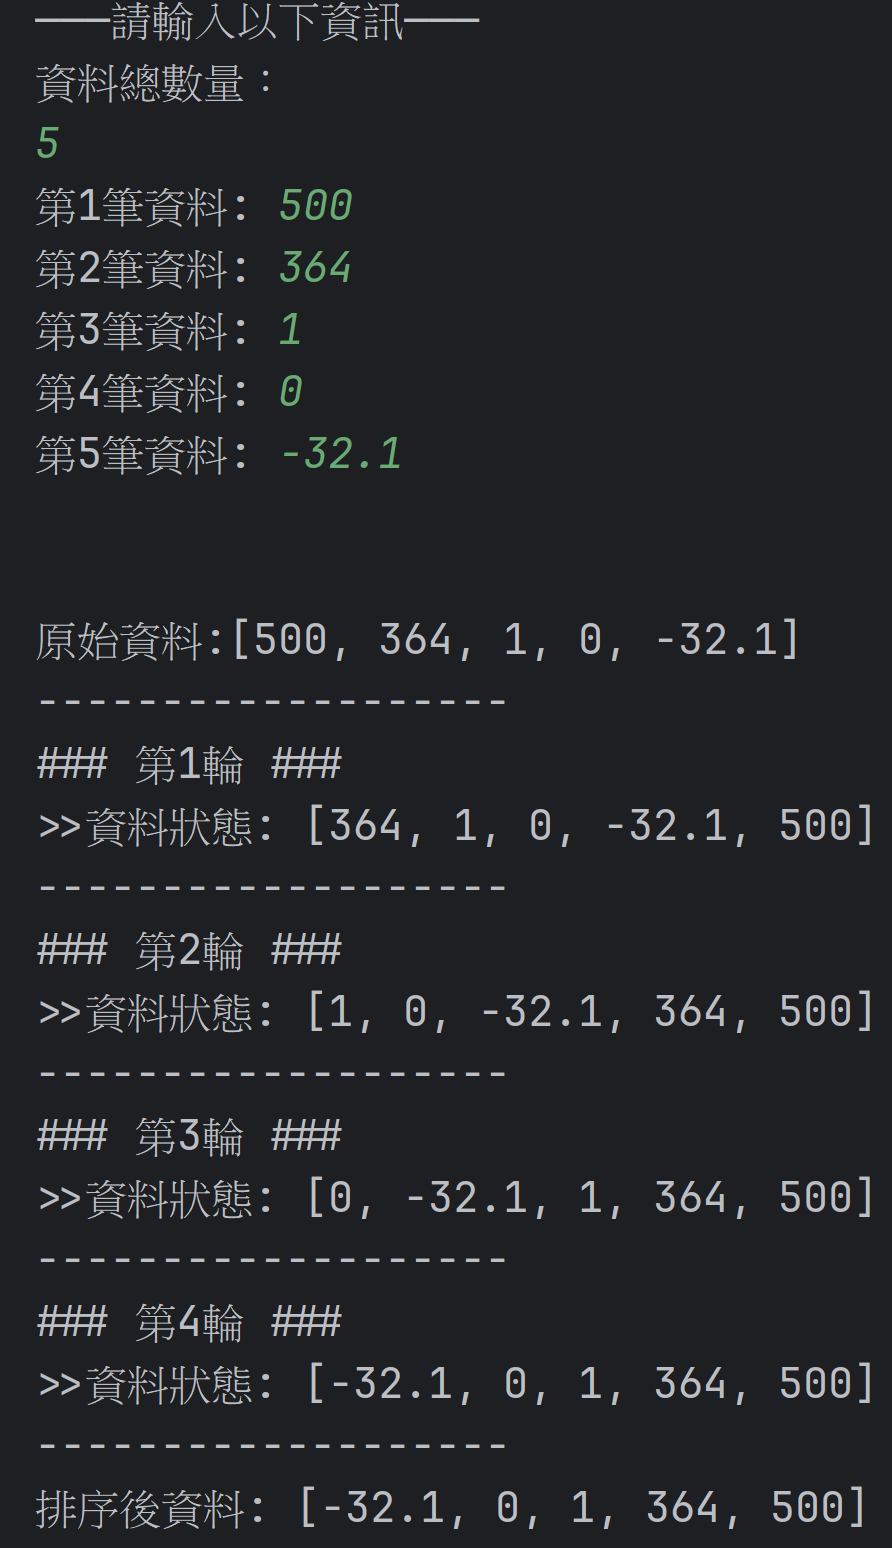 ───請輸入以下資訊───
資料總數量：
5
第1筆資料: 500
第2筆資料: 364
第3筆資料: 1
第4筆資料: 0
第5筆資料: -32.1
原始資料:[500, 364, 1, 0, -32.1]
-------------------
### 第1輪 ###
>>資料狀態: [364, 1, 0, -32.1, 500]
-------------------
### 第2輪 ###
>>資料狀態: [1, 0, -32.1, 364, 500]
-------------------
### 第3輪 ###
>>資料狀態: [0, -32.1, 1, 364, 500]
-------------------
### 第4輪 ###
>>資料狀態: [-32.1, 0, 1, 364, 500]
-------------------
排序後資料: [-32.1, 0, 1, 364, 500]